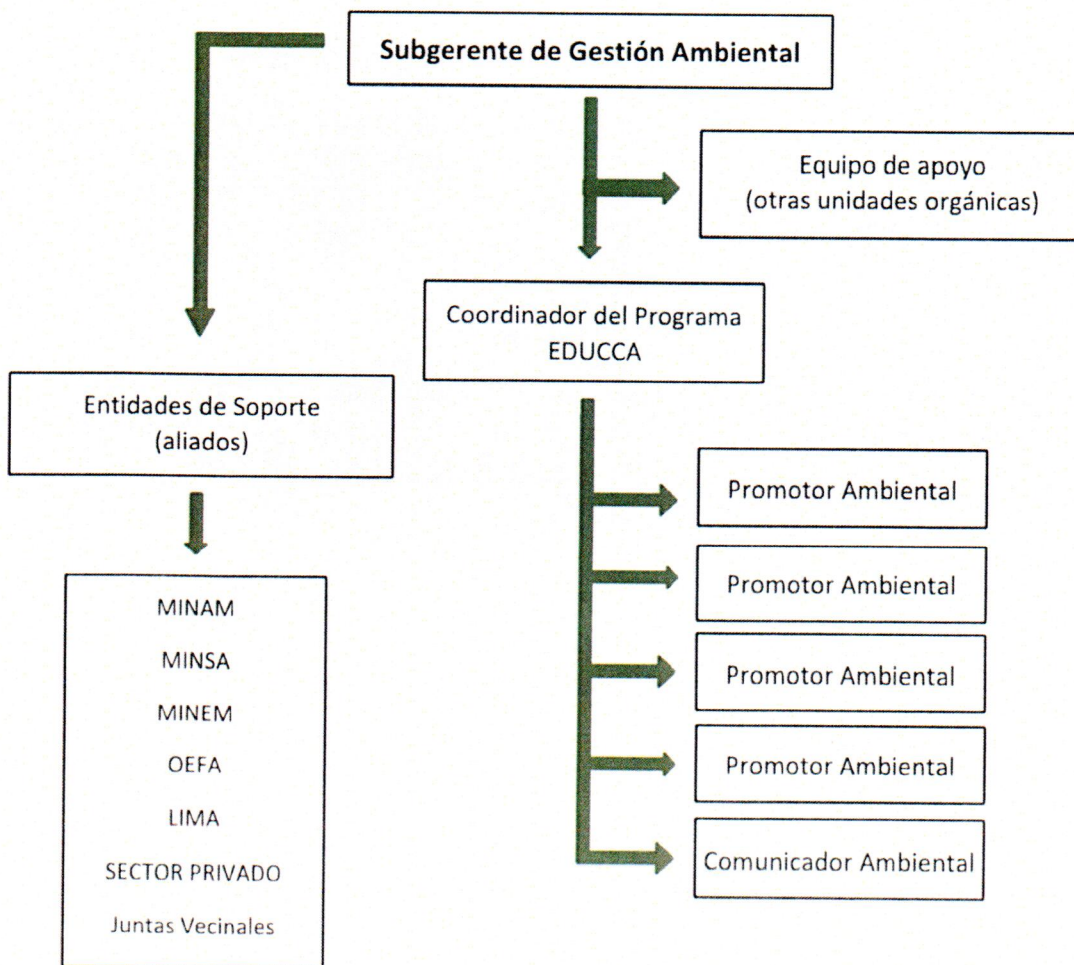 Subgerente de Gestión Ambiental
Equipo de apoyo
(otras unidades orgánicas)
Coordinador del Programa
EDUCCA
Entidades de Soporte
(aliados)
Promotor Ambiental
Promotor Ambiental
Promotor Ambiental
Promotor Ambiental
Comunicador Ambiental
MINAM
MINSA
MINEM
OEFA
LIMA
SECTOR PRIVADO
Juntas Vecinales